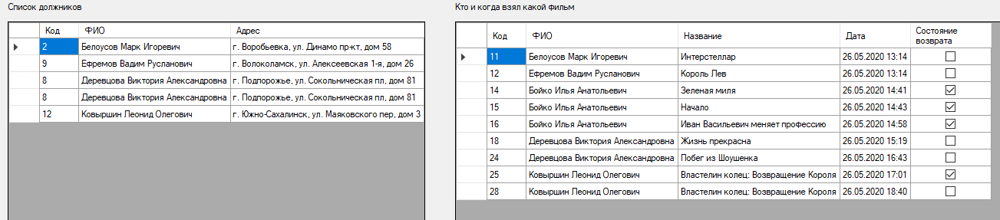 Список должников
Код ФИО Адрес
2 Белоусов Марк Игоревич г. Воробьевка, ул. Динамо пр-кт, дом 58
9 Ефремов Вадим Русланович г. Волоколамск, ул. Алексеевская 1-я, дом 26
8 Деревцова Виктория Александровна г. Подпорожье, ул. Сокольническая пл, дом 81
8 Деревцова Виктория Александровна г. Подпорожье, ул. Сокольническая пл, дом 81
12 Ковыршин Леонид Олегович г. Южно-Сахалинск, ул. Маяковского пер, дом 3
Кто и когда взял какой фильм
Код ФИО Название Дата Состояние
возврата
11 Белоусов Марк Игоревич Интерстеллар 26.05.2020 13:14
12 Ефремов Вадим Русланович Король Лев 26.05.2020 13:14
14 Бойко Илья Анатольевич Зеленая миля 26.05.2020 14:41
15 Бойко Илья Анатольевич Начало 26.05.2020 14:43
16 Бойко Илья Анатольевич Иван Васильевич меняет профессию 26.05.2020 14:58
18 Деревцова Виктория Александровна Жизнь прекрасна 26.05.2020 15:19
24 Деревцова Виктория Александровна Побег из Шоушенка 26.05.2020 16:43
25 Ковыршин Леонид Олегович Властелин колец: Возвращение Короля 26.05.2020 17:01
28 Ковыршин Леонид Олегович Властелин колец: Возвращение Короля 26.05.2020 18:40